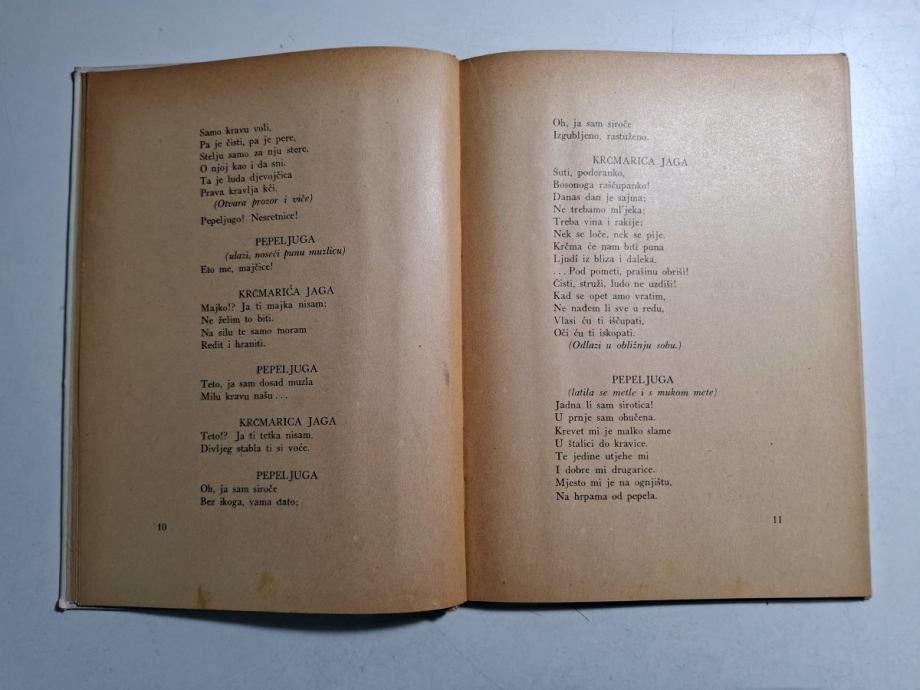 Samo kravu voli,
Pa je čisti, pa je pere,
Stelju samo za nju stere.
O njoj kao i da sni.
Ta je luda djevojčica
Prava kravlja kći.
(Otvara prozor i viče)
Pepeljugo! Nesretnice!
PEPELJUGA
(ulazi, noseći punu muzlicu)
Eto me, majčice!
KRČMARICA JAGA
Majko!? Ja ti majka nisam;
Ne želim to biti.
Na silu te samo moram
Redit i hraniti.
PEPELJUGA
Teto, ja sam dosad muzla
Milu kravu našu...
KRČMARICA JAGA
Teto!? Ja ti tetka nisam.
Divljeg stabla ti si voće.
PEPELJUGA
Oh, ja sam siroče
Bez ikoga, vama dato;
10
Oh, ja sam siroče
Izgubljeno, rastuženo.
KRČMARICA JAGA
Šuti, poderanko,
Bosonoga raščupanko!
Danas dan je sajma;
Ne trebamo mljeka;
Treba vina i rakije;
Nek se loče, nek se pije.
Krčma će nam biti puna
Ljudî iz bliza i daleka.
...Pod pometi, prašinu obriši!
Čisti, struži, ludo ne uzdiši!
Kad se opet amo vratim,
Ne nađem li sve u redu,
Vlasi ću ti iščupati,
Oči ću ti iskopati.
(Odlazi u obližnju sobu.)
PEPELJUGA
(latila se metle i s mukom mete)
Jadna li sam sirotica!
U prnje sam obučena.
Krevet mi je malko slame
U štalici do kravice.
Te jedine utjehe mi
I dobre mi drugarice.
Mjesto mi je na ognjištu,
Na hrpama od pepela.
11